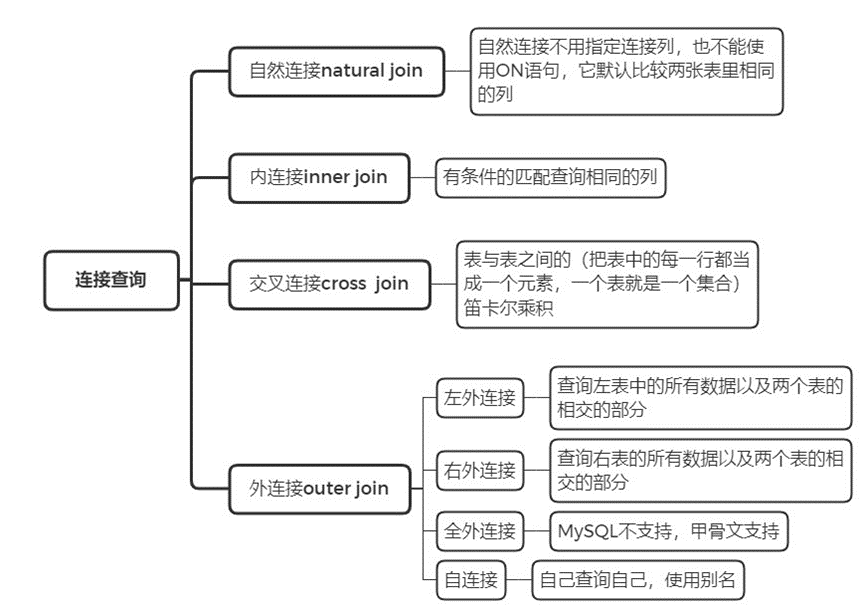 连接查询
自然连接natural join
自然连接不用指定连接列，也不能使
用ON语句，它默认比较两张表里相同
的列
内连接inner join
有条件的匹配查询相同的列
交叉连接cross  join
表与表之间的（把表中的每一行都当
成一个元素，一个表就是一个集合）
笛卡尔乘积
外连接outer join
左外连接
查询左表中的所有数据以及两个表的
相交的部分
右外连接
查询右表的所有数据以及两个表的相
交的部分
全外连接
MySQL不支持，甲骨文支持
自连接
自己查询自己，使用别名